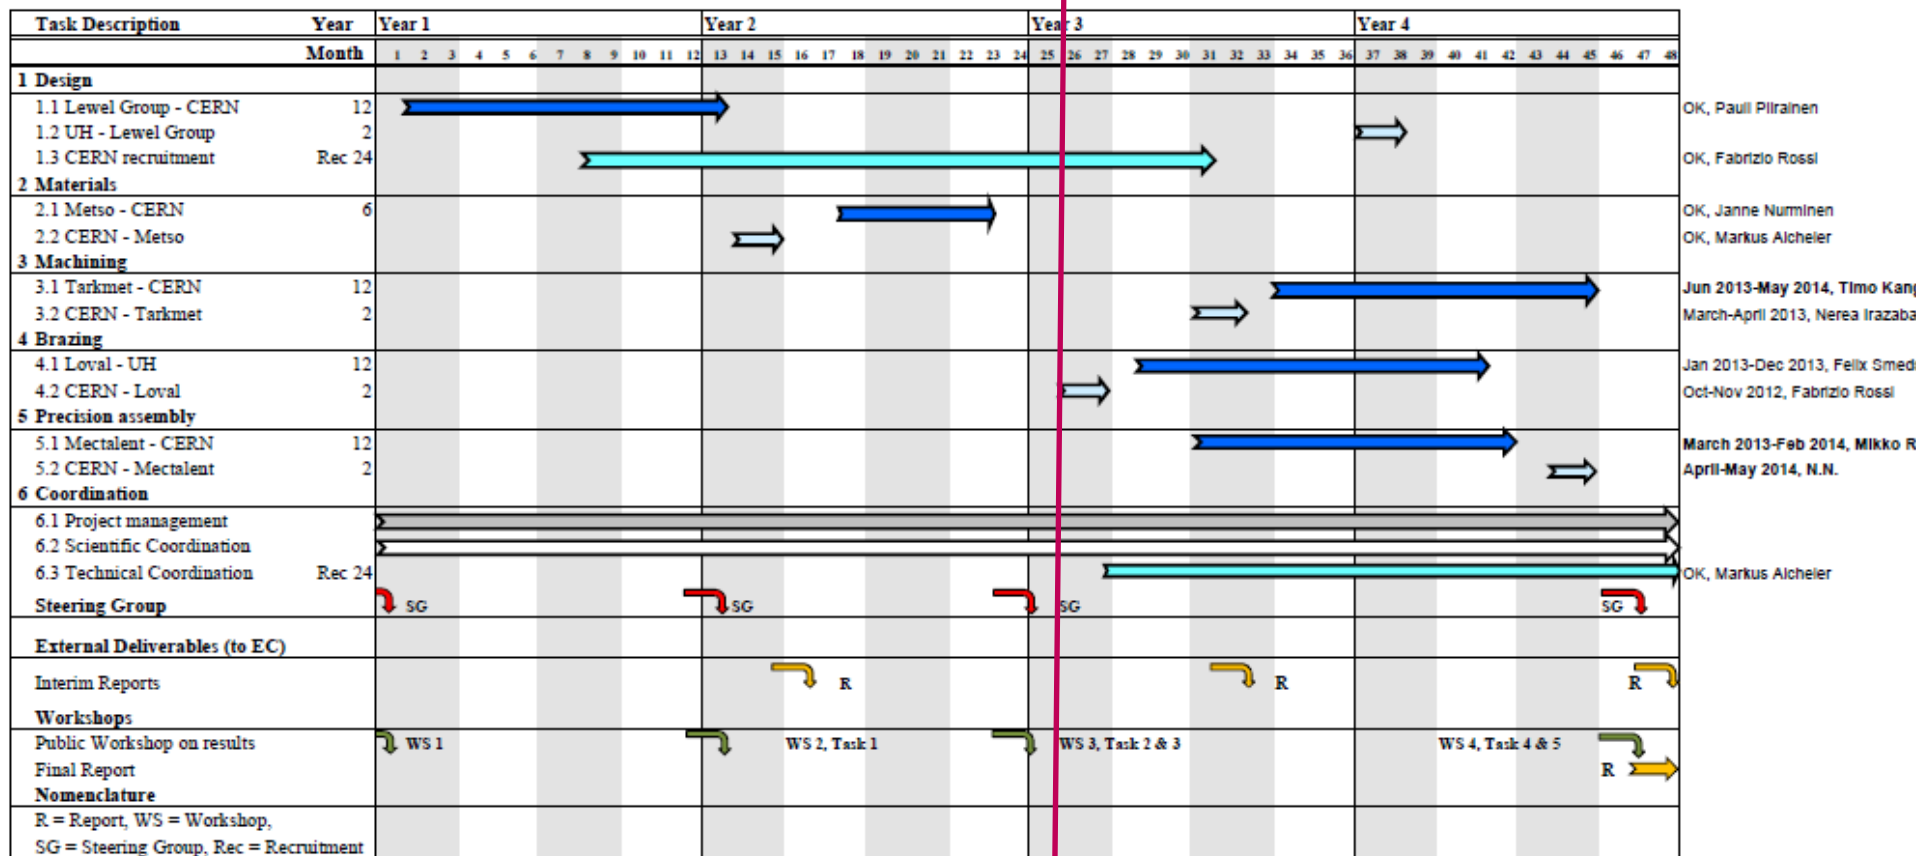 Task Description Year Year 1 Year 2 Year 3 Year 4
Month 1 2 3 4 5 6 7 8 9 10 11 12 13 14 15 16 17 18 19 20 21 22 23 24 25 26 27 28 29 30 31 32 33 34 35 36 37 38 39 40 41 42 43 44 45 46 47 48
1 Design
1.1 Lewel Group - CERN 12 OK, Pauli Piirainen
1.2 UH - Lewel Group 2
1.3 CERN recruitment Rec 24 OK, Fabrizio Rossi
2 Materials
2.1 Metso - CERN 6 OK, Janne Nurminen
2.2 CERN - Metso OK, Markus Aicheler
3 Machining
3.1 Tarkmet - CERN 12 Jun 2013-May 2014, Timo Kang
3.2 CERN - Tarkmet 2 March-April 2013, Nerea Irazaba
4 Brazing
4.1 Loval - UH 12 Jan 2013-Dec 2013, Felix Smeds
4.2 CERN - Loval 2 Oct-Nov 2012, Fabrizio Rossi
5 Precision assembly
5.1 Mectalent - CERN 12 March 2013-Feb 2014, Mikko R
5.2 CERN - Mectalent 2 April-May 2014, N.N.
6 Coordination
6.1 Project management
6.2 Scientific Coordination
6.3 Technical Coordination Rec 24 OK, Markus Aicheler
Steering Group SG SG SG SG
External Deliverables (to EC)
Interim Reports R R R
Workshops
Public Workshop on results WS 1 WS 2, Task 1 WS 3, Task 2 & 3 WS 4, Task 4 & 5
Final Report R
Nomenclature
R = Report, WS = Workshop,
SG = Steering Group, Rec = Recruitment